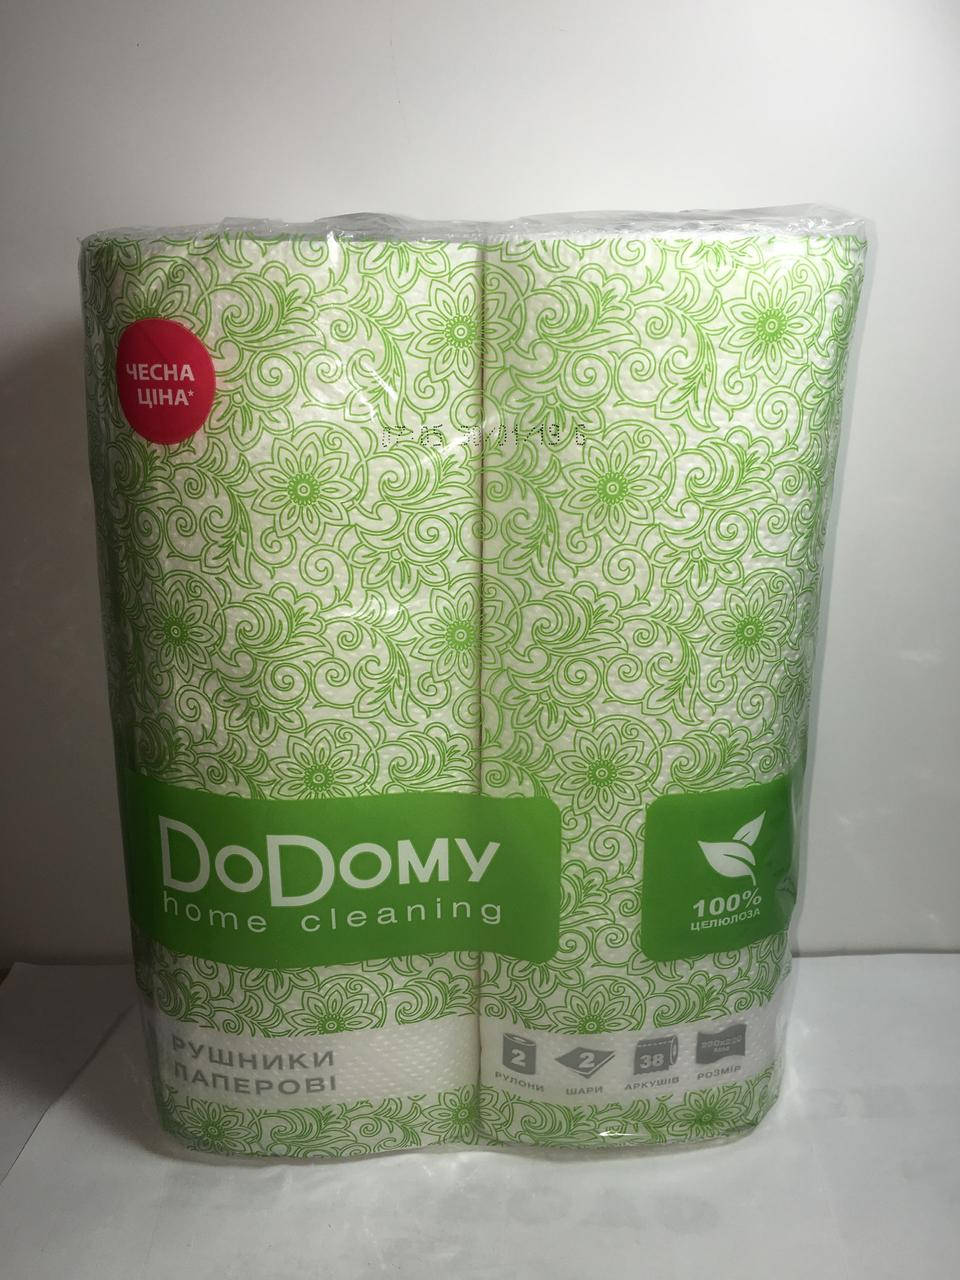 ЧЕСНА
ЦІНА*
DoDomy
home cleaning
100%
ЦЕЛЮЛОЗА
РУШНИКИ
ПАПЕРОВІ
2
РУЛОНИ
2
ШАРИ
38
АРКУШІВ
РОЗМІР